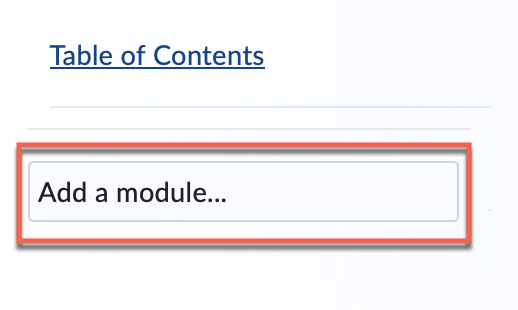 Table of Contents
Add a module...